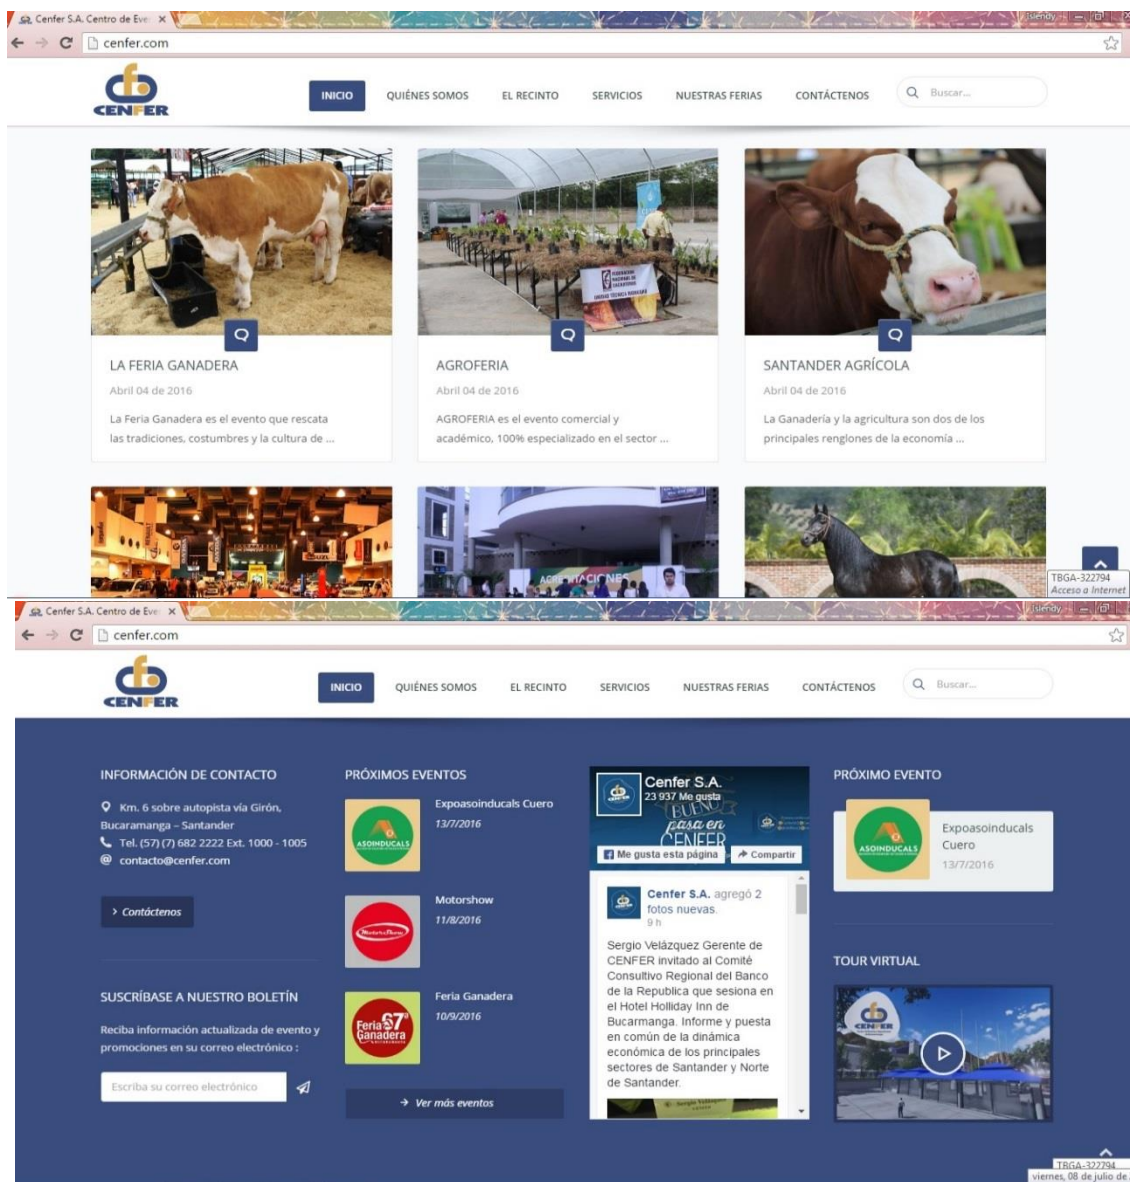 Cenfer S.A. Centro de Eve
Islendy
cenfer.com
CENFER
INICIO
QUIÉNES SOMOS
EL RECINTO
SERVICIOS
NUESTRAS FERIAS
CONTÁCTENOS
Buscar...
LA FERIA GANADERA
Abril 04 de 2016
La Feria Ganadera es el evento que rescata
las tradiciones, costumbres y la cultura de ...
AGROFERIA
Abril 04 de 2016
AGROFERIA es el evento comercial y
académico, 100% especializado en el sector ...
SANTANDER AGRÍCOLA
Abril 04 de 2016
La Ganadería y la agricultura son dos de los
principales renglones de la economía ...
ACREDITACIONES
TBGA-322794
Acceso a Internet
Cenfer S.A. Centro de Eve
Islendy
cenfer.com
CENFER
INICIO
QUIÉNES SOMOS
EL RECINTO
SERVICIOS
NUESTRAS FERIAS
CONTÁCTENOS
Buscar...
INFORMACIÓN DE CONTACTO
Km. 6 sobre autopista vía Girón,
Bucaramanga – Santander
Tel. (57) (7) 682 2222 Ext. 1000 - 1005
contacto@cenfer.com
> Contáctenos
SUSCRÍBASE A NUESTRO BOLETÍN
Reciba información actualizada de evento y
promociones en su correo electrónico :
Escriba su correo electrónico
PRÓXIMOS EVENTOS
ASOINDUCALS
Expoasoinducals Cuero
13/7/2016
MotorShow
Motorshow
11/8/2016
Feria 67ª
Ganadera
Feria Ganadera
10/9/2016
Ver más eventos
Cenfer S.A.
23 937 Me gusta
BUENO
pasa en
CENFER
Me gusta esta página
Compartir
Cenfer S.A. agregó 2
fotos nuevas.
9 h
Sergio Velázquez Gerente de
CENFER invitado al Comité
Consultivo Regional del Banco
de la Republica que sesiona en
el Hotel Holliday Inn de
Bucarmanga. Informe y puesta
en común de la dinámica
económica de los principales
sectores de Santander y Norte
de Santander.
Sergio Velázquez
PRÓXIMO EVENTO
ASOINDUCALS
Expoasoinducals
Cuero
13/7/2016
TOUR VIRTUAL
CENFER
TBGA-322794
viernes, 08 de julio de